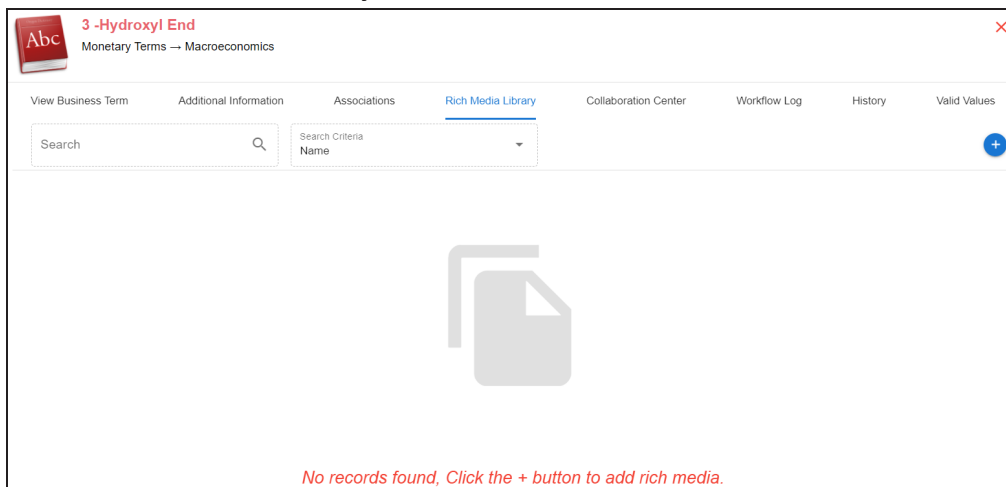 Abc
3 -Hydroxyl End
Monetary Terms → Macroeconomics
View Business Term Additional Information Associations Rich Media Library Collaboration Center Workflow Log History Valid Values
Search
Search Criteria
Name
No records found, Click the + button to add rich media.